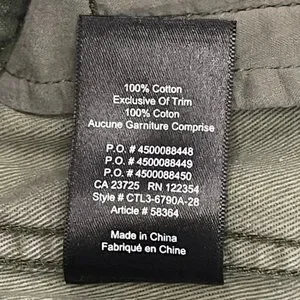 100% Cotton
Exclusive Of Trim
100% Coton
Aucune Garniture Comprise
P.O. # 4500088448
P.O. # 4500088449
P.O. # 4500088450
CA 23725 RN 122354
Style # CTL3-6790A-28
Article # 58364
Made in China
Fabriqué en Chine